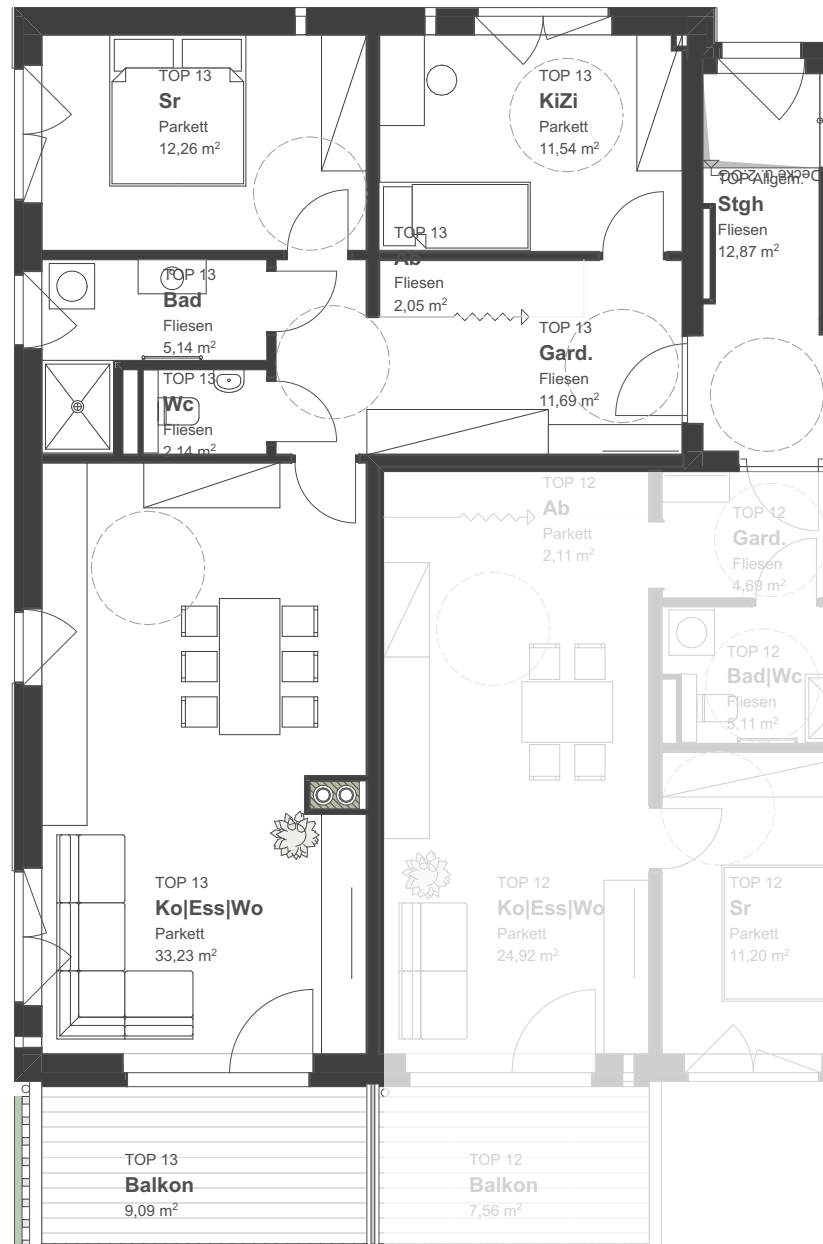 TOP 13
Sr
Parkett
12,26 m²
TOP 13
KiZi
Parkett
11,54 m²
Decke ü. 2.OG
TOP Allgem.
Stgh
Fliesen
12,87 m²
TOP 13
Ab
Fliesen
2,05 m²
TOP 13
Bad
Fliesen
5,14 m²
TOP 13
Gard.
Fliesen
11,69 m²
TOP 13
Wc
Fliesen
2,14 m²
TOP 12
Ab
Parkett
2,11 m²
TOP 12
Gard.
Fliesen
4,69 m²
TOP 12
Bad|Wc
Fliesen
5,11 m²
TOP 13
Ko|Ess|Wo
Parkett
33,23 m²
TOP 12
Ko|Ess|Wo
Parkett
24,92 m²
TOP 12
Sr
Parkett
11,20 m²
TOP 13
Balkon
9,09 m²
TOP 12
Balkon
7,56 m²